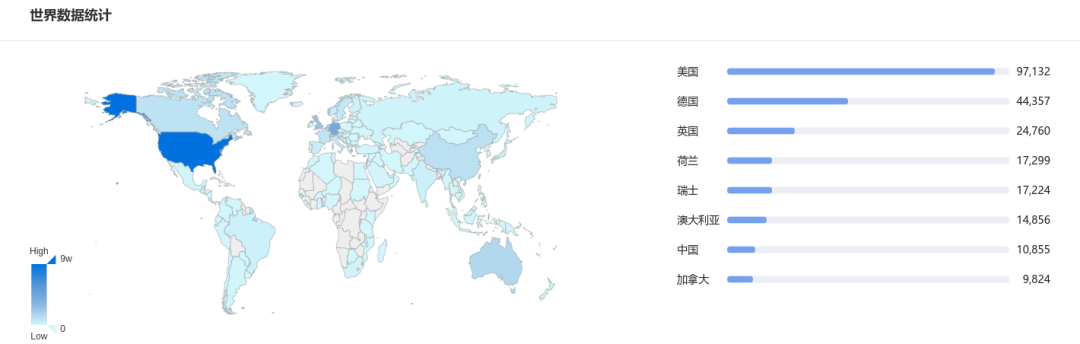 世界数据统计
High
9w
0
Low
美国 97,132
德国 44,357
英国 24,760
荷兰 17,299
瑞士 17,224
澳大利亚 14,856
中国 10,855
加拿大 9,824